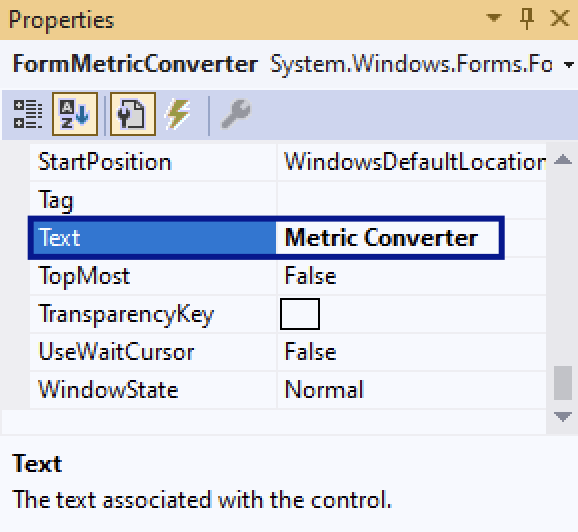 Properties
FormMetricConverter System.Windows.Forms.Fo
A
Z
StartPosition WindowsDefaultLocation
Tag
Text Metric Converter
TopMost False
TransparencyKey
UseWaitCursor False
WindowState Normal
Text
The text associated with the control.